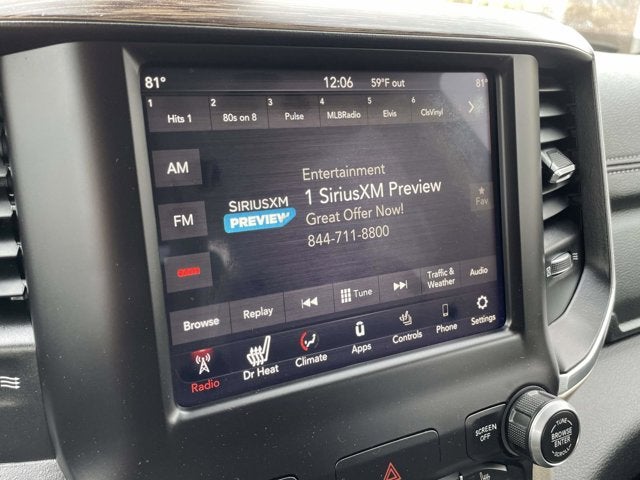 81° 12:06 59°F out 81°
1 2 3 4 5 6
Hits 1 80s on 8 Pulse MLBRadio Elvis ClsVinyl
AM
FM
SIRIUSXM
PREVIEW
Entertainment
1 SiriusXM Preview
Great Offer Now!
844-711-8800
Fav
Browse Replay Tune Traffic &
Weather Audio
Radio Dr Heat Climate Apps Controls Phone Settings
SCREEN
OFF
TUNE
BROWSE
ENTER
SCROLL